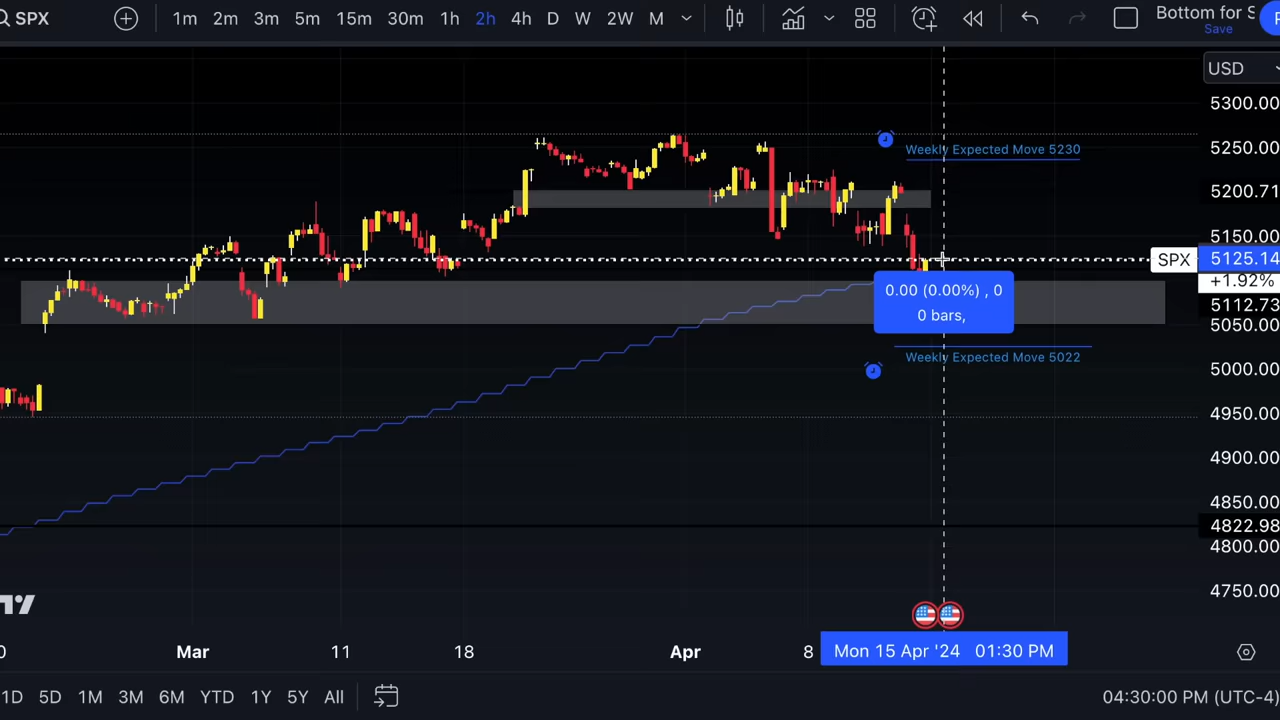 SPX
1m 2m 3m 5m 15m 30m 1h 2h 4h D W 2W M
Bottom for S
Save
USD
5300.00
Weekly Expected Move 5230
5250.00
5200.71
5150.00
SPX 5125.14
+1.92%
0.00 (0.00%) , 0
0 bars,
5112.73
5050.00
Weekly Expected Move 5022
5000.00
4950.00
4900.00
4850.00
4822.98
4800.00
4750.00
0 Mar 11 18 Apr 8 Mon 15 Apr '24 01:30 PM
1D 5D 1M 3M 6M YTD 1Y 5Y All
04:30:00 PM (UTC-4)